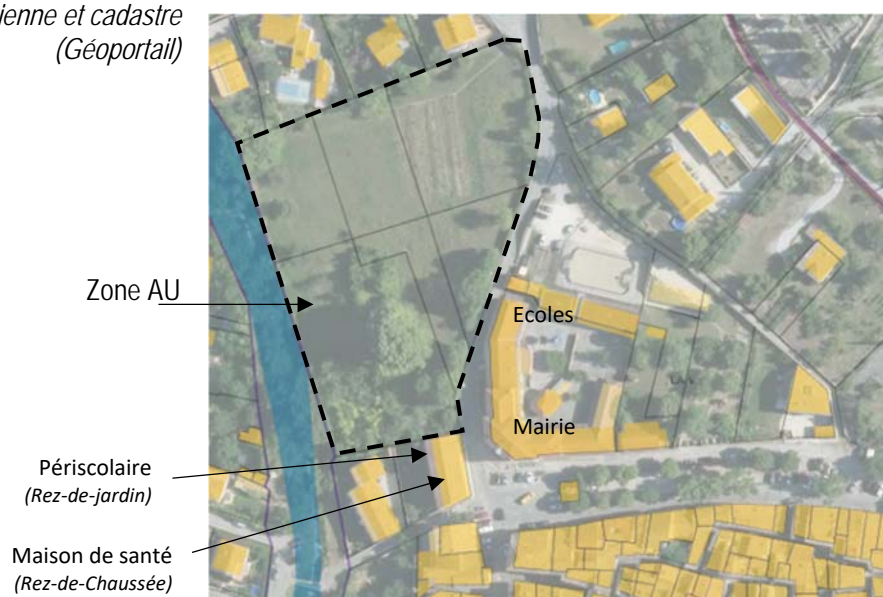 ienne et cadastre
(Géoportail)
Ecoles
Zone AU
Mairie
Périscolaire
(Rez-de-jardin)
Maison de santé
(Rez-de-Chaussée)